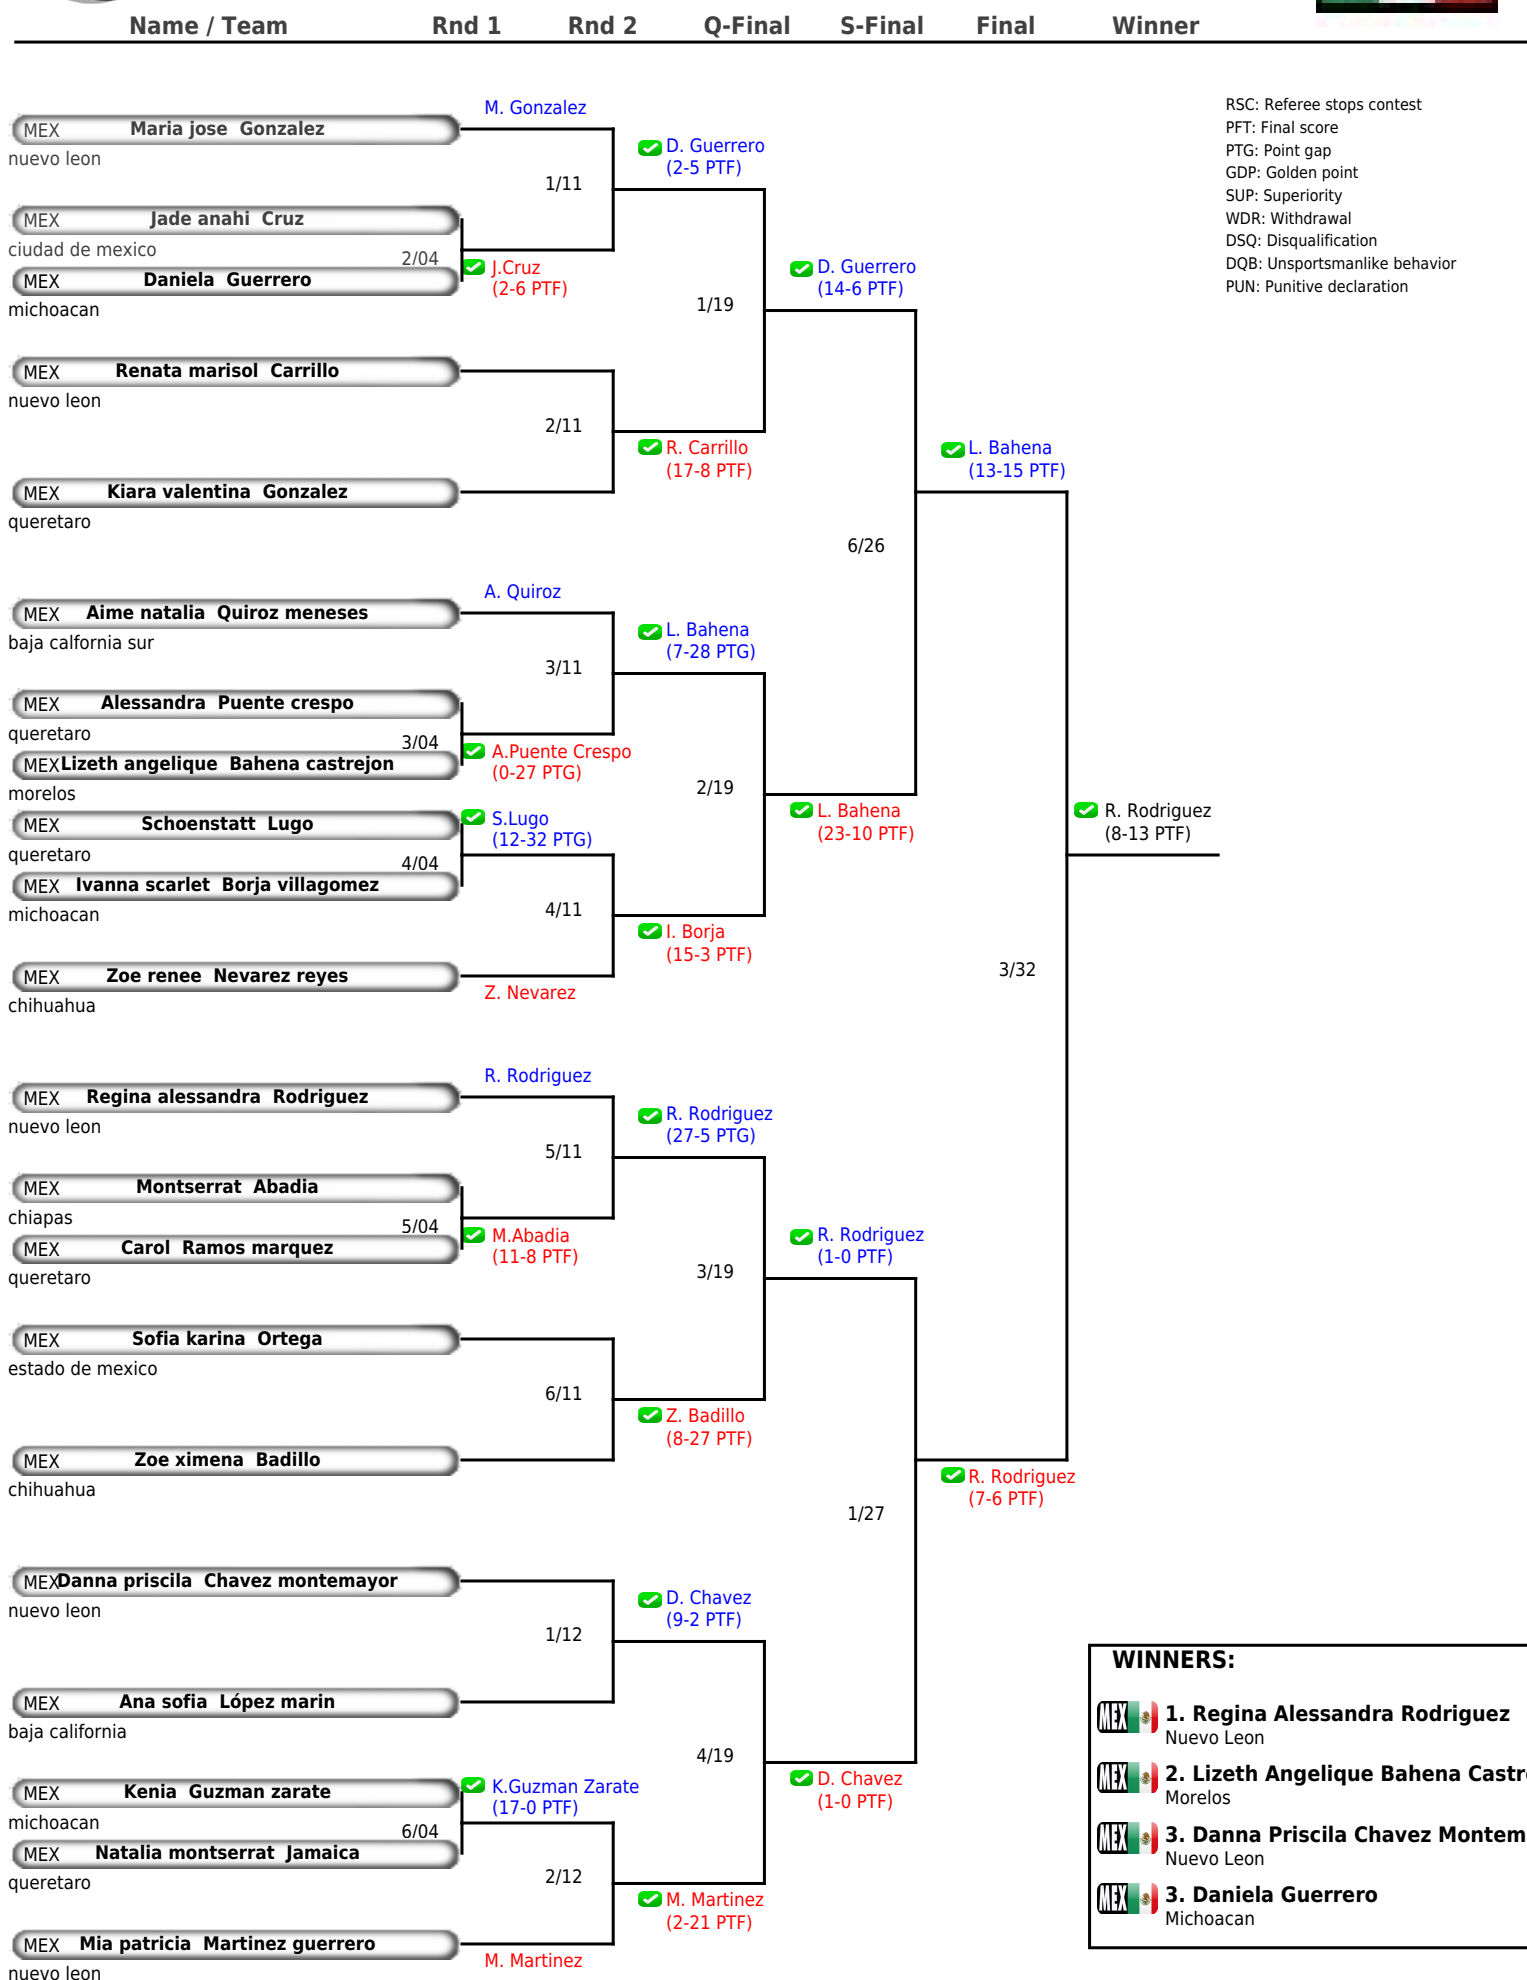 Name / Team Rnd 1 Rnd 2 Q-Final S-Final Final Winner
RSC: Referee stops contest
PFT: Final score
PTG: Point gap
GDP: Golden point
SUP: Superiority
WDR: Withdrawal
DSQ: Disqualification
DQB: Unsportsmanlike behavior
PUN: Punitive declaration
M. Gonzalez
MEX Maria jose Gonzalez
nuevo leon
D. Guerrero
(2-5 PTF)
1/11
MEX Jade anahi Cruz
ciudad de mexico
2/04
J.Cruz
(2-6 PTF)
MEX Daniela Guerrero
michoacan
D. Guerrero
(14-6 PTF)
1/19
MEX Renata marisol Carrillo
nuevo leon
2/11
R. Carrillo
(17-8 PTF)
L. Bahena
(13-15 PTF)
MEX Kiara valentina Gonzalez
queretaro
6/26
A. Quiroz
MEX Aime natalia Quiroz meneses
baja calfornia sur
L. Bahena
(7-28 PTG)
3/11
MEX Alessandra Puente crespo
queretaro
3/04
A.Puente Crespo
(0-27 PTG)
MEX Lizeth angelique Bahena castrejon
morelos
2/19
L. Bahena
(23-10 PTF)
R. Rodriguez
(8-13 PTF)
S.Lugo
(12-32 PTG)
MEX Schoenstatt Lugo
queretaro
4/04
MEX Ivanna scarlet Borja villagomez
michoacan
4/11
I. Borja
(15-3 PTF)
MEX Zoe renee Nevarez reyes
chihuahua
Z. Nevarez
3/32
R. Rodriguez
MEX Regina alessandra Rodriguez
nuevo leon
R. Rodriguez
(27-5 PTG)
5/11
MEX Montserrat Abadia
chiapas
5/04
M.Abadia
(11-8 PTF)
MEX Carol Ramos marquez
queretaro
R. Rodriguez
(1-0 PTF)
3/19
MEX Sofia karina Ortega
estado de mexico
6/11
Z. Badillo
(8-27 PTF)
MEX Zoe ximena Badillo
chihuahua
R. Rodriguez
(7-6 PTF)
1/27
MEX Danna priscila Chavez montemayor
nuevo leon
D. Chavez
(9-2 PTF)
1/12
MEX Ana sofia López marin
baja california
4/19
D. Chavez
(1-0 PTF)
K.Guzman Zarate
(17-0 PTF)
MEX Kenia Guzman zarate
michoacan
6/04
MEX Natalia montserrat Jamaica
queretaro
2/12
M. Martinez
(2-21 PTF)
MEX Mia patricia Martinez guerrero
nuevo leon
M. Martinez
WINNERS:
MEX 1. Regina Alessandra Rodriguez
Nuevo Leon
MEX 2. Lizeth Angelique Bahena Castr
Morelos
MEX 3. Danna Priscila Chavez Montem
Nuevo Leon
MEX 3. Daniela Guerrero
Michoacan